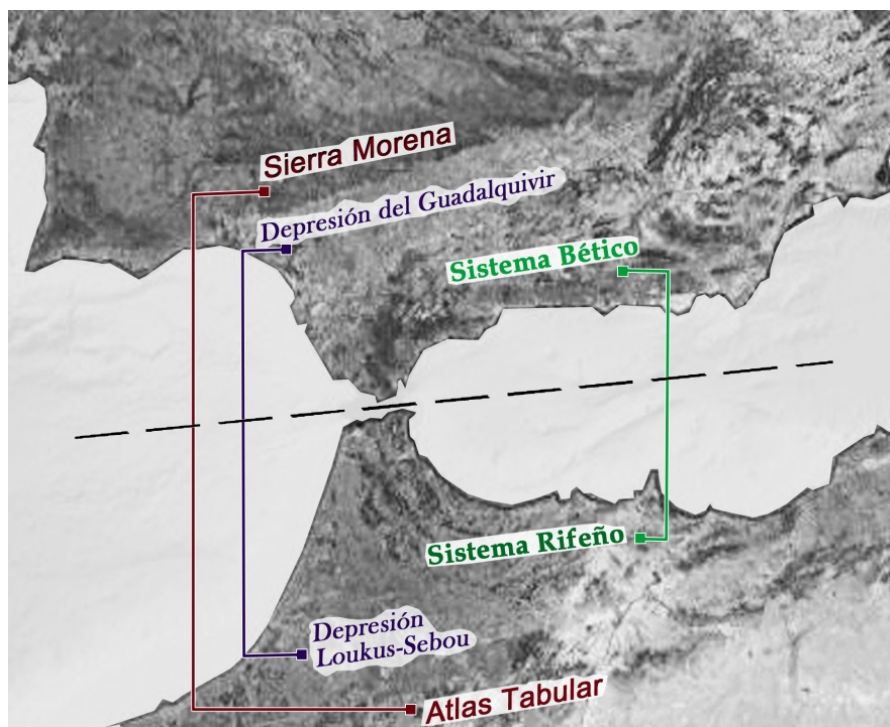 Sierra Morena
Depresión del Guadalquivir
Sistema Bético
Sistema Rifeño
Depresión
Loukus-Sebou
Atlas Tabular